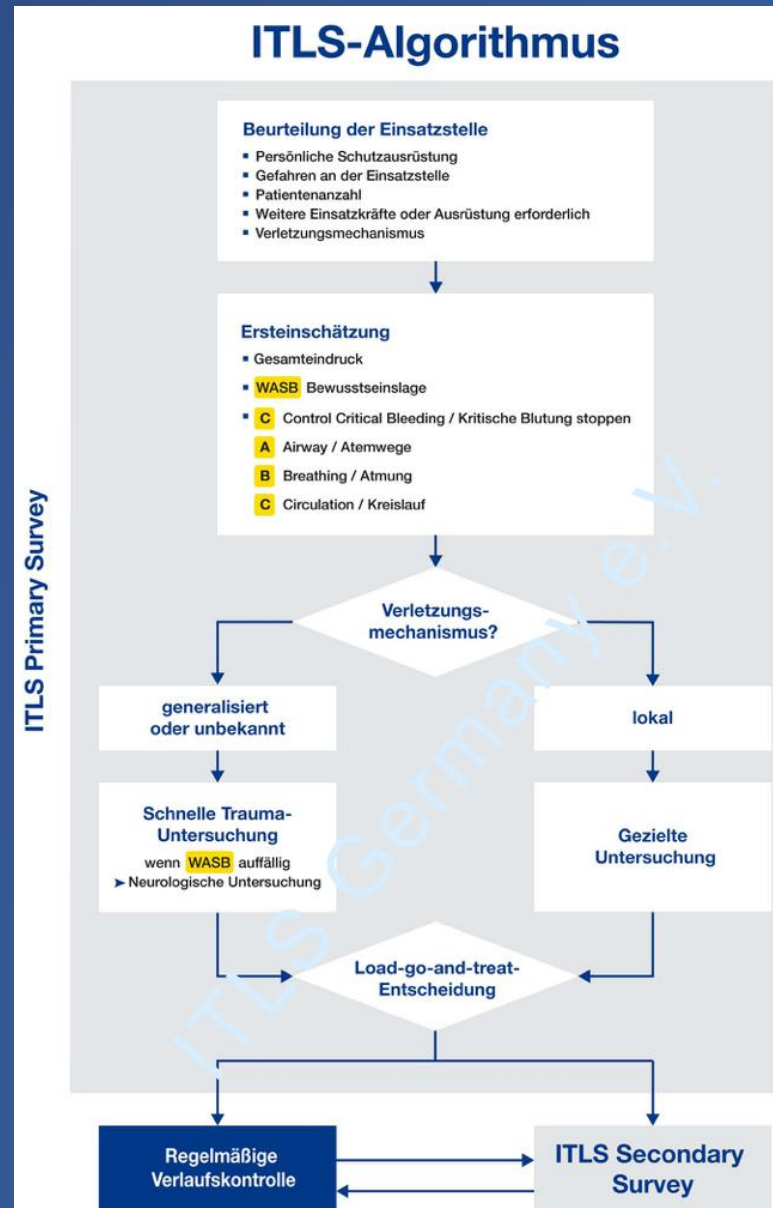 ITLS-Algorithmus
ITLS Primary Survey
Beurteilung der Einsatzstelle
▪ Persönliche Schutzausrüstung
▪ Gefahren an der Einsatzstelle
▪ Patientenanzahl
▪ Weitere Einsatzkräfte oder Ausrüstung erforderlich
▪ Verletzungsmechanismus
Ersteinschätzung
▪ Gesamteindruck
▪ WASB Bewusstseinslage
▪ C Control Critical Bleeding / Kritische Blutung stoppen
A Airway / Atemwege
B Breathing / Atmung
C Circulation / Kreislauf
Verletzungs-
mechanismus?
generalisiert
oder unbekannt
lokal
Schnelle Trauma-
Untersuchung
wenn WASB auffällig
➤ Neurologische Untersuchung
Gezielte
Untersuchung
Load-go-and-treat-
Entscheidung
Regelmäßige
Verlaufskontrolle
ITLS Secondary
Survey
ITLS Germany e.V.